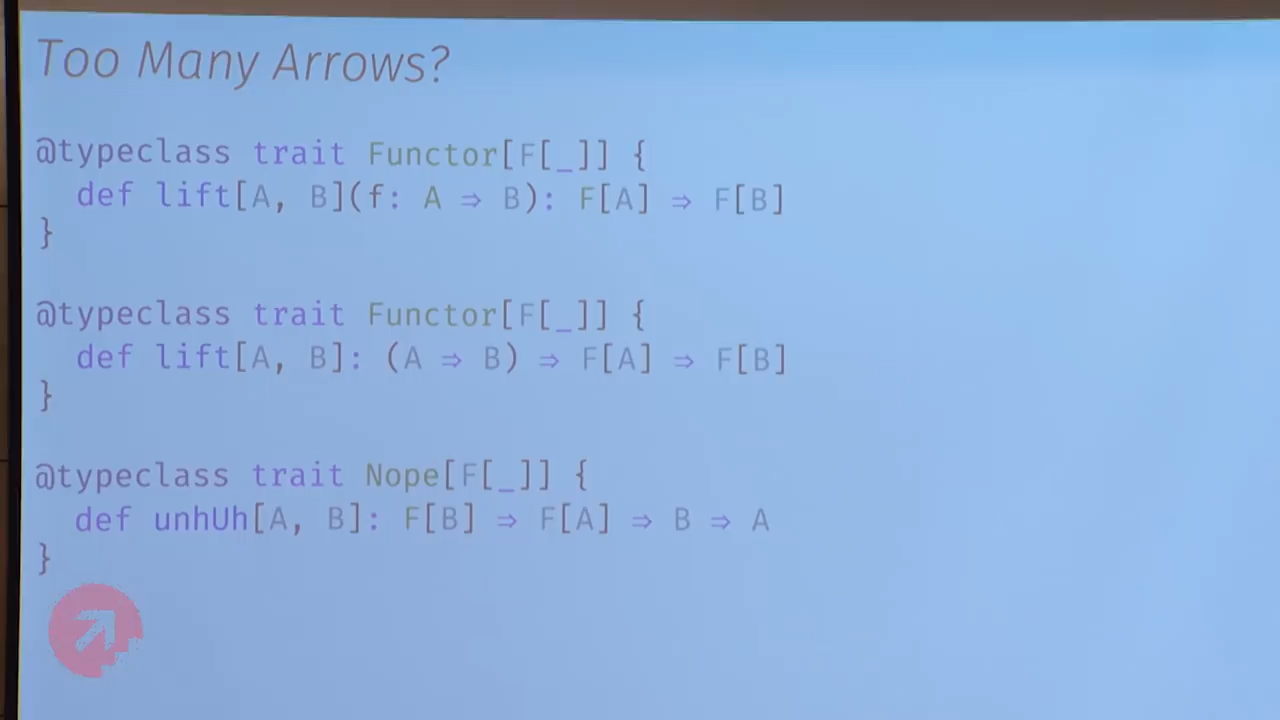 Too Many Arrows?
@typeclass trait Functor[F[_]] {
def lift[A, B](f: A ⇒ B): F[A] ⇒ F[B]
}
@typeclass trait Functor[F[_]] {
def lift[A, B]: (A ⇒ B) ⇒ F[A] ⇒ F[B]
}
@typeclass trait Nope[F[_]] {
def unhUh[A, B]: F[B] ⇒ F[A] ⇒ B ⇒ A
}